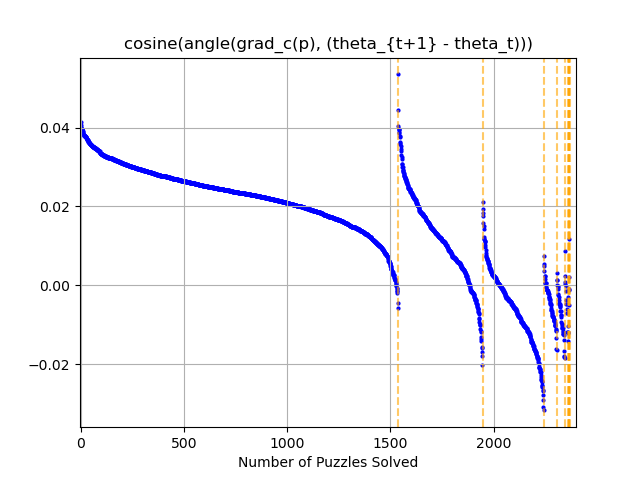 cosine(angle(grad_c(p), (theta_{t+1} - theta_t)))
0.04
0.02
0.00
−0.02
0 500 1000 1500 2000
Number of Puzzles Solved